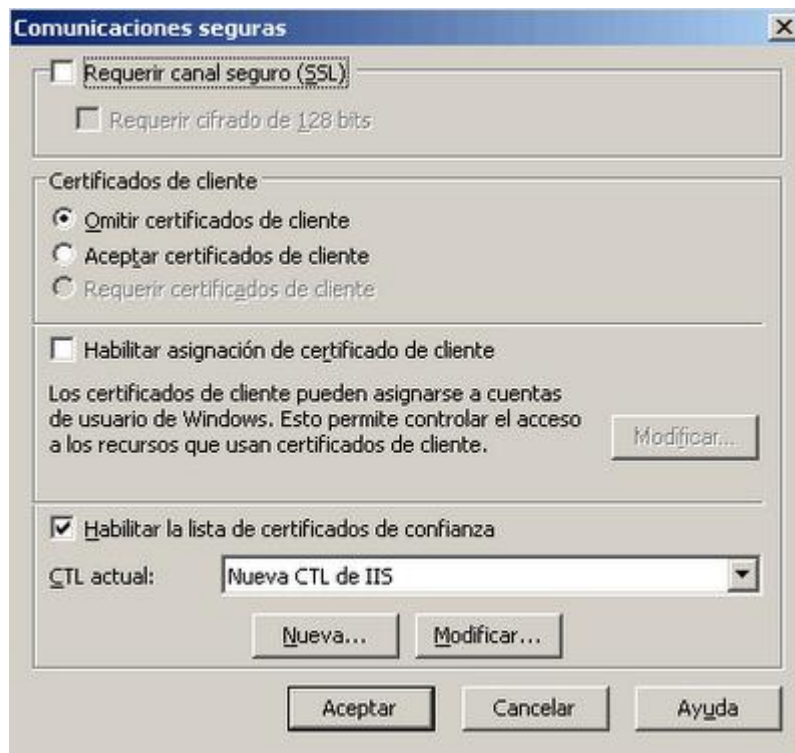 Comunicaciones seguras
Requerir canal seguro (SSL)
Requerir cifrado de 128 bits
Certificados de cliente
Omitir certificados de cliente
Aceptar certificados de cliente
Requerir certificados de cliente
Habilitar asignación de certificado de cliente
Los certificados de cliente pueden asignarse a cuentas
de usuario de Windows. Esto permite controlar el acceso
a los recursos que usan certificados de cliente.
Modificar...
Habilitar la lista de certificados de confianza
CTL actual: Nueva CTL de IIS
Nueva... Modificar...
Aceptar Cancelar Ayuda